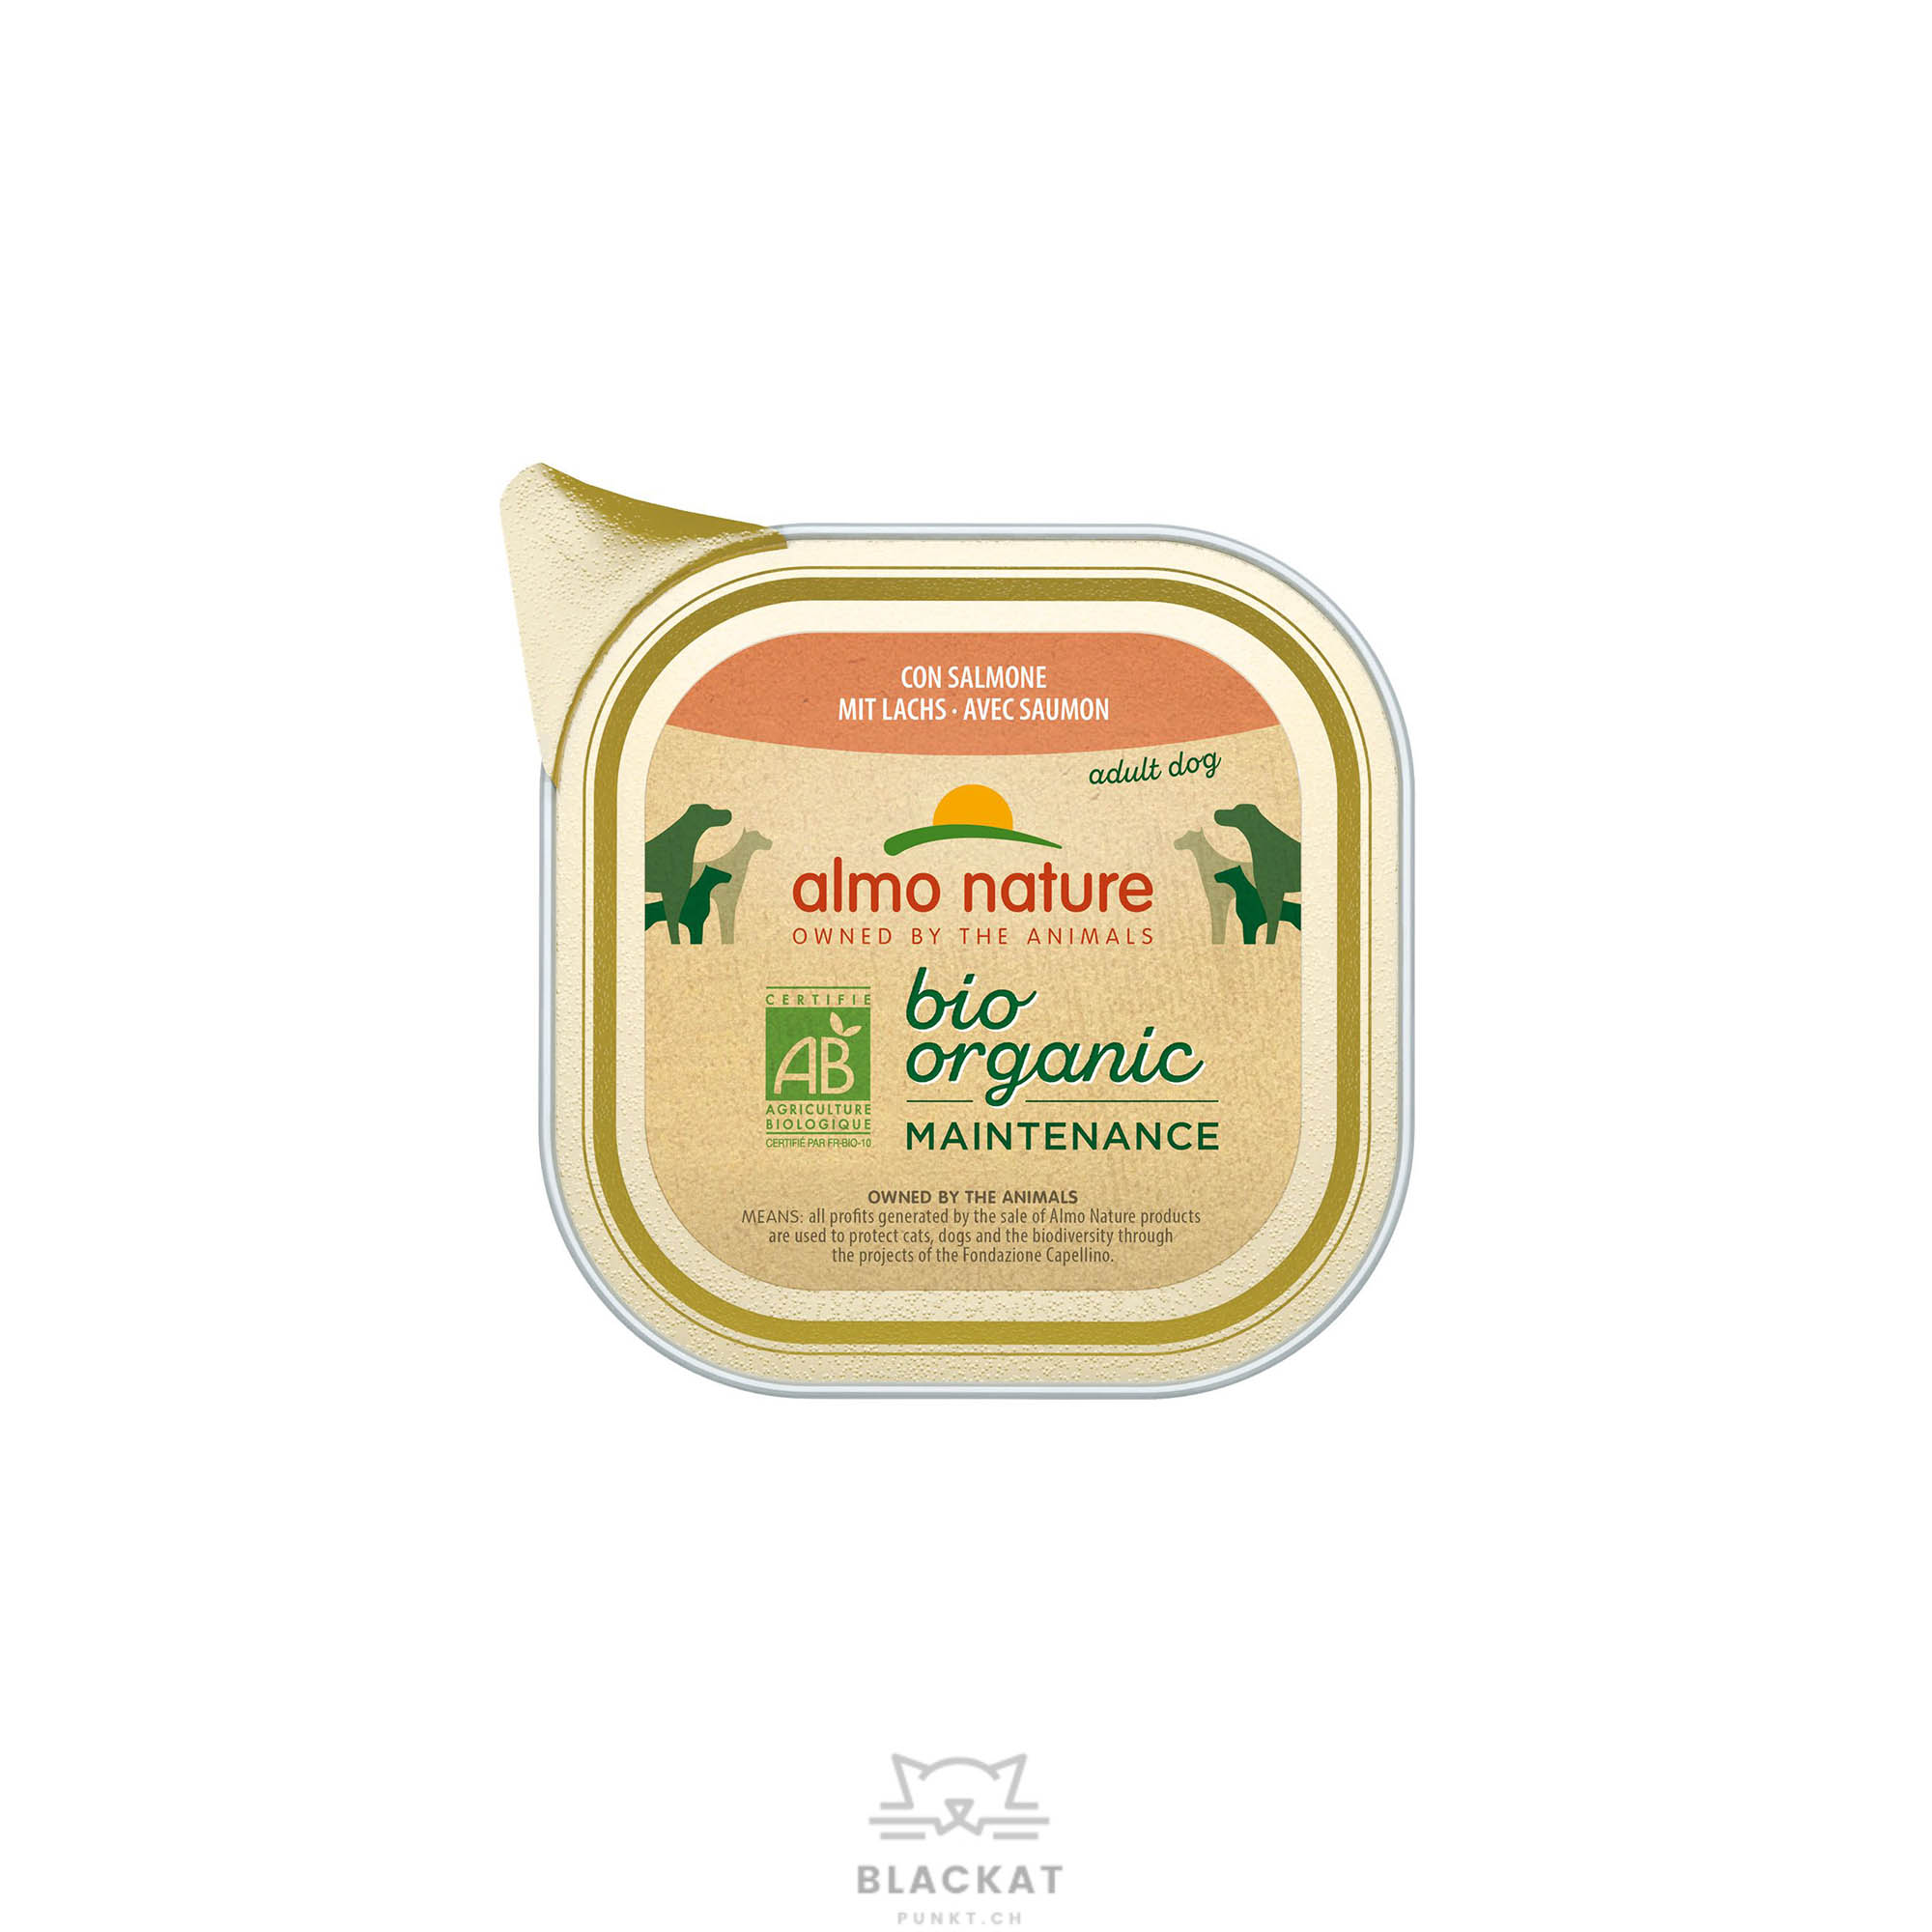 CON SALMONE
MIT LACHS · AVEC SAUMON
adult dog
almo nature
OWNED BY THE ANIMALS
bio
organic
MAINTENANCE
CERTIFIÉ
AB
AGRICULTURE
BIOLOGIQUE
CERTIFIÉ PAR FR-BIO-10
OWNED BY THE ANIMALS
MEANS: all profits generated by the sale of Almo Nature products
are used to protect cats, dogs and the biodiversity through
the projects of the Fondazione Capellino.
BLACKAT
PUNKT.CH